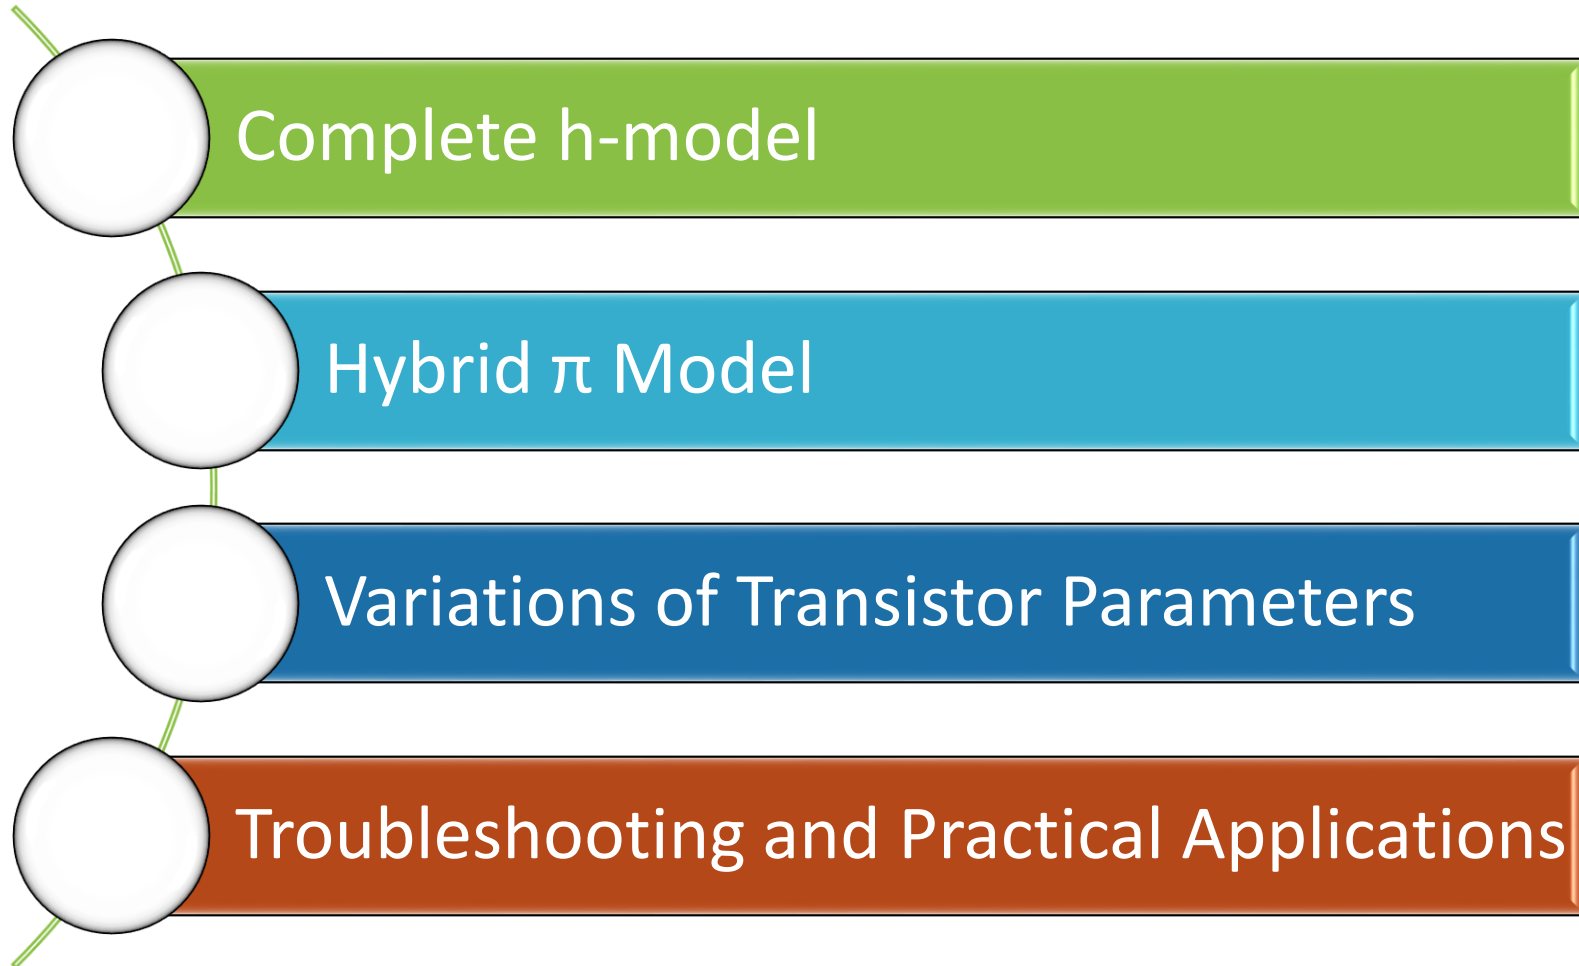 Complete h-model
Hybrid π Model
Variations of Transistor Parameters
Troubleshooting and Practical Applications